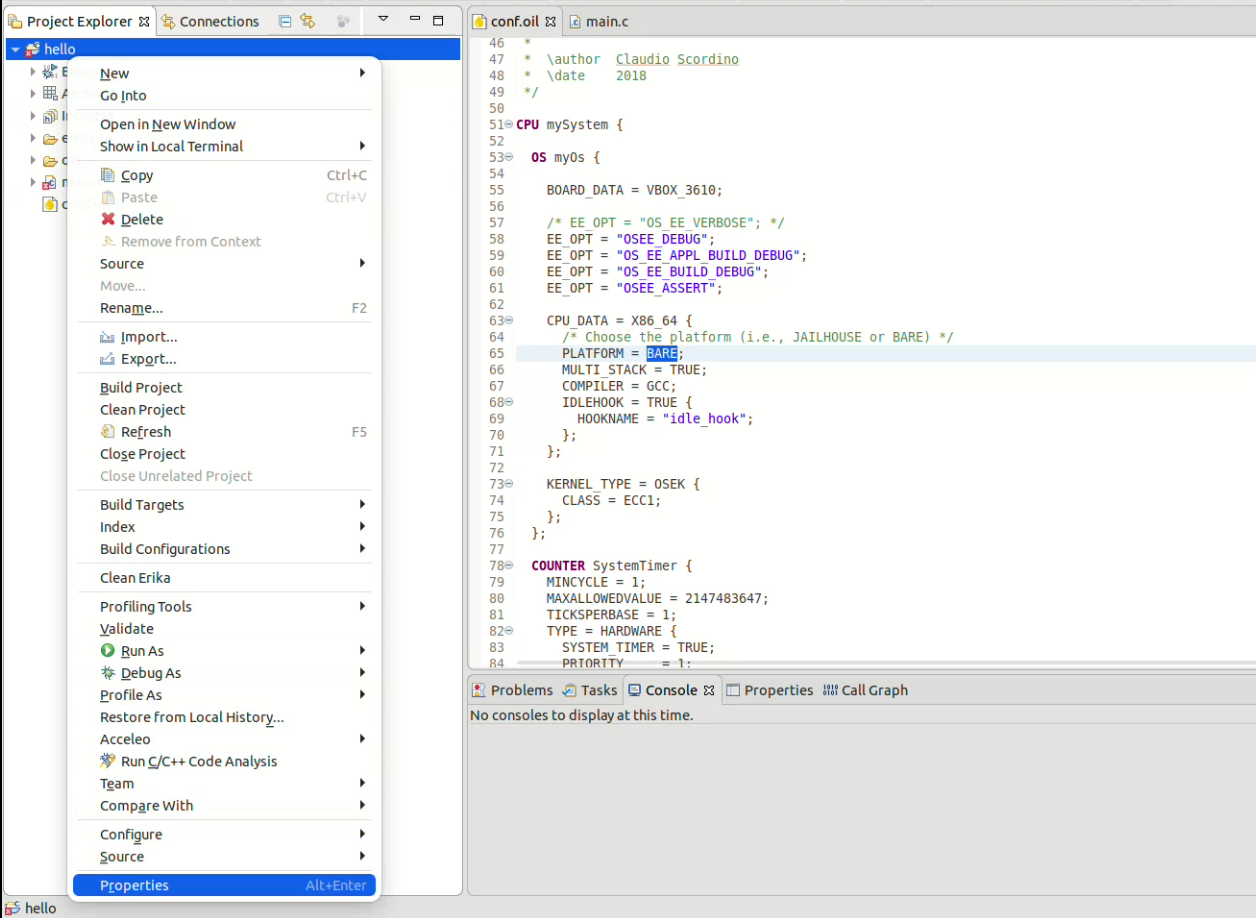 Project Explorer
Connections
hello
New
Go Into
Open in New Window
Show in Local Terminal
Copy Ctrl+C
Paste Ctrl+V
Delete
Remove from Context
Source
Move...
Rename... F2
Import...
Export...
Build Project
Clean Project
Refresh F5
Close Project
Close Unrelated Project
Build Targets
Index
Build Configurations
Clean Erika
Profiling Tools
Validate
Run As
Debug As
Profile As
Restore from Local History...
Acceleo
Run C/C++ Code Analysis
Team
Compare With
Configure
Source
Properties Alt+Enter
hello
conf.oil
main.c
46 *
47 * \author Claudio Scordino
48 * \date 2018
49 */
50
51 CPU mySystem {
52
53 OS myOs {
54
55 BOARD_DATA = VBOX_3610;
56
57 /* EE_OPT = "OS_EE_VERBOSE"; */
58 EE_OPT = "OSEE_DEBUG";
59 EE_OPT = "OS_EE_APPL_BUILD_DEBUG";
60 EE_OPT = "OS_EE_BUILD_DEBUG";
61 EE_OPT = "OSEE_ASSERT";
62
63 CPU_DATA = X86_64 {
64 /* Choose the platform (i.e., JAILHOUSE or BARE) */
65 PLATFORM = BARE;
66 MULTI_STACK = TRUE;
67 COMPILER = GCC;
68 IDLEHOOK = TRUE {
69 HOOKNAME = "idle_hook";
70 };
71 };
72
73 KERNEL_TYPE = OSEK {
74 CLASS = ECC1;
75 };
76 };
77
78 COUNTER SystemTimer {
79 MINCYCLE = 1;
80 MAXALLOWEDVALUE = 2147483647;
81 TICKSPERBASE = 1;
82 TYPE = HARDWARE {
83 SYSTEM_TIMER = TRUE;
84 PRIORITY = 1;
Problems
Tasks
Console
Properties
Call Graph
No consoles to display at this time.